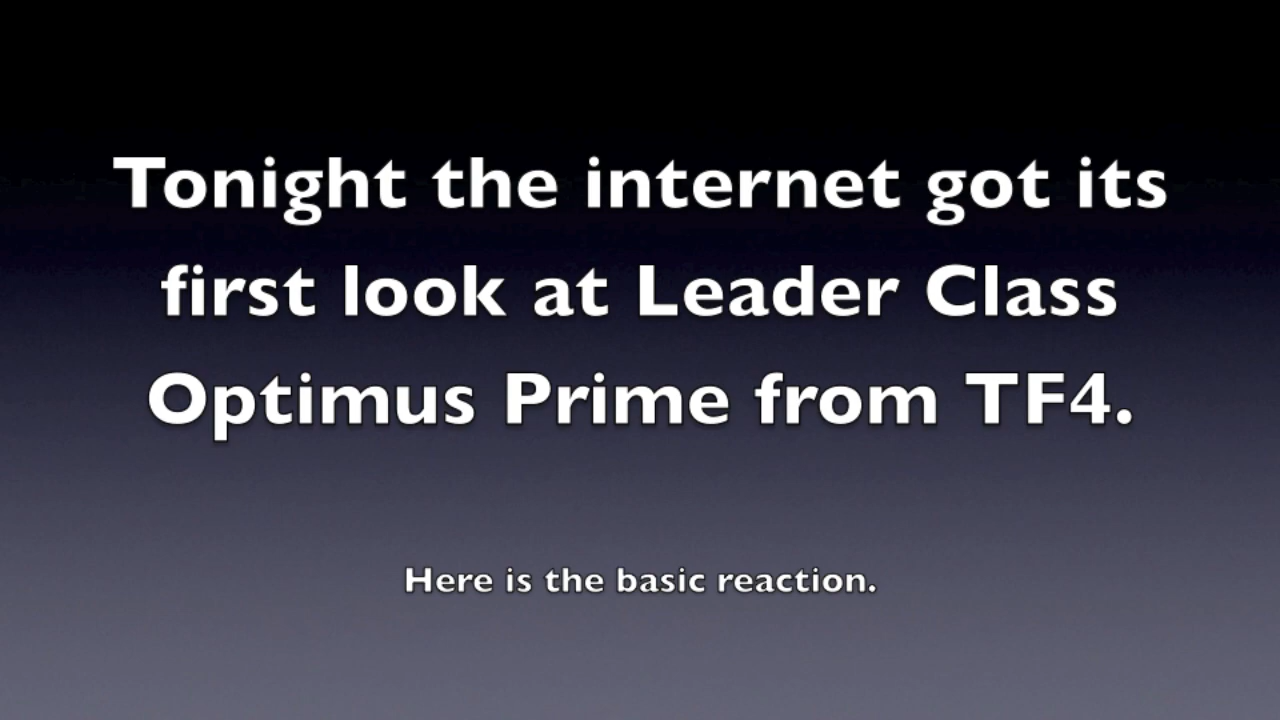 Tonight the internet got its
first look at Leader Class
Optimus Prime from TF4.
Here is the basic reaction.